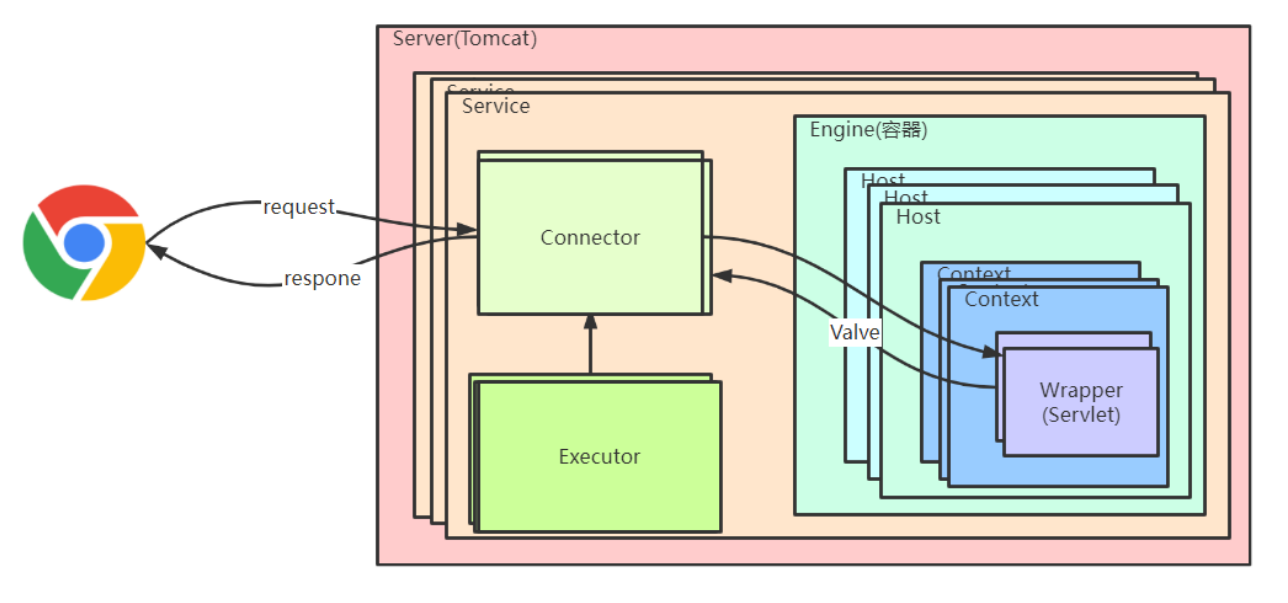 Server(Tomcat)
Service
Service
Engine(容器)
Host
Host
Host
request
Connector
respone
Context
Context
Valve
Wrapper
(Servlet)
Executor